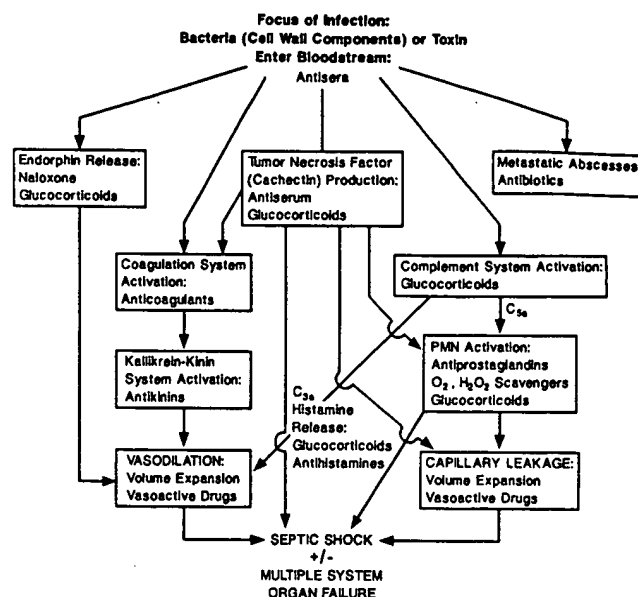 Focus of Infection:
Bacteria (Cell Wall Components) or Toxin
Enter Bloodstream:
Antisera
Endorphin Release:
Naloxone
Glucocorticoids
Tumor Necrosis Factor
(Cachectin) Production:
Antiserum
Glucocorticoids
Metastatic Abscesses
Antibiotics
Coagulation System
Activation:
Anticoagulants
Complement System Activation:
Glucocorticoids
C5a
Kallikrein-Kinin
System Activation:
Antikinins
PMN Activation:
Antiprostaglandins
O2 , H2O2 Scavengers
Glucocorticoids
C3a
Histamine
Release:
Glucocorticoids
Antihistamines
VASODILATION:
Volume Expansion
Vasoactive Drugs
CAPILLARY LEAKAGE:
Volume Expansion
Vasoactive Drugs
SEPTIC SHOCK
+/-
MULTIPLE SYSTEM
ORGAN FAILURE